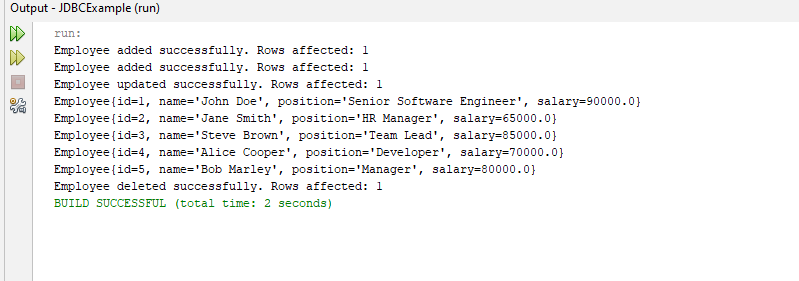 Output - JDBCExample (run)
run:
Employee added successfully. Rows affected: 1
Employee added successfully. Rows affected: 1
Employee updated successfully. Rows affected: 1
Employee{id=1, name='John Doe', position='Senior Software Engineer', salary=90000.0}
Employee{id=2, name='Jane Smith', position='HR Manager', salary=65000.0}
Employee{id=3, name='Steve Brown', position='Team Lead', salary=85000.0}
Employee{id=4, name='Alice Cooper', position='Developer', salary=70000.0}
Employee{id=5, name='Bob Marley', position='Manager', salary=80000.0}
Employee deleted successfully. Rows affected: 1
BUILD SUCCESSFUL (total time: 2 seconds)